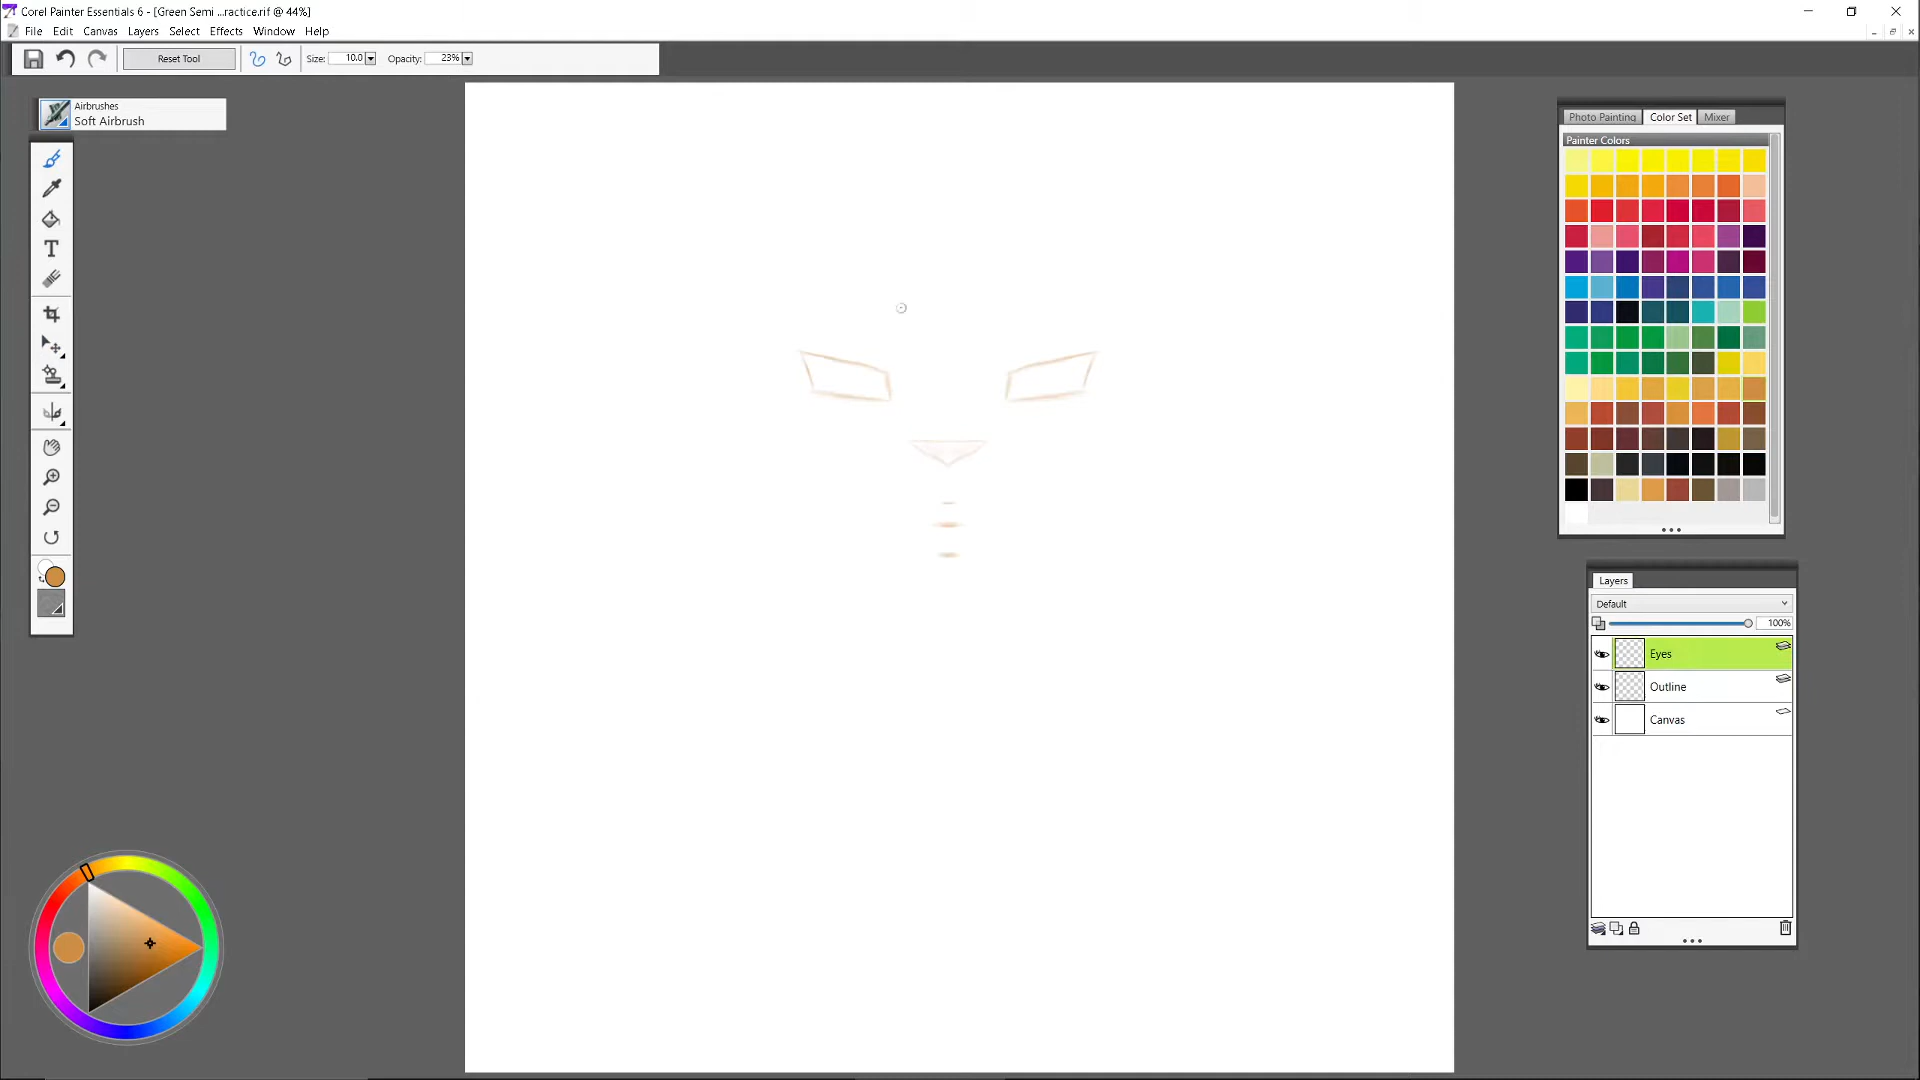 Corel Painter Essentials 6 - [Green Semi ...ractice.rif @ 44%]
File Edit Canvas Layers Select Effects Window Help
Reset Tool Size: 10.0 Opacity: 23%
Airbrushes
Soft Airbrush
Photo Painting Color Set Mixer
Painter Colors
T
Layers
Default
100%
Eyes
Outline
Canvas